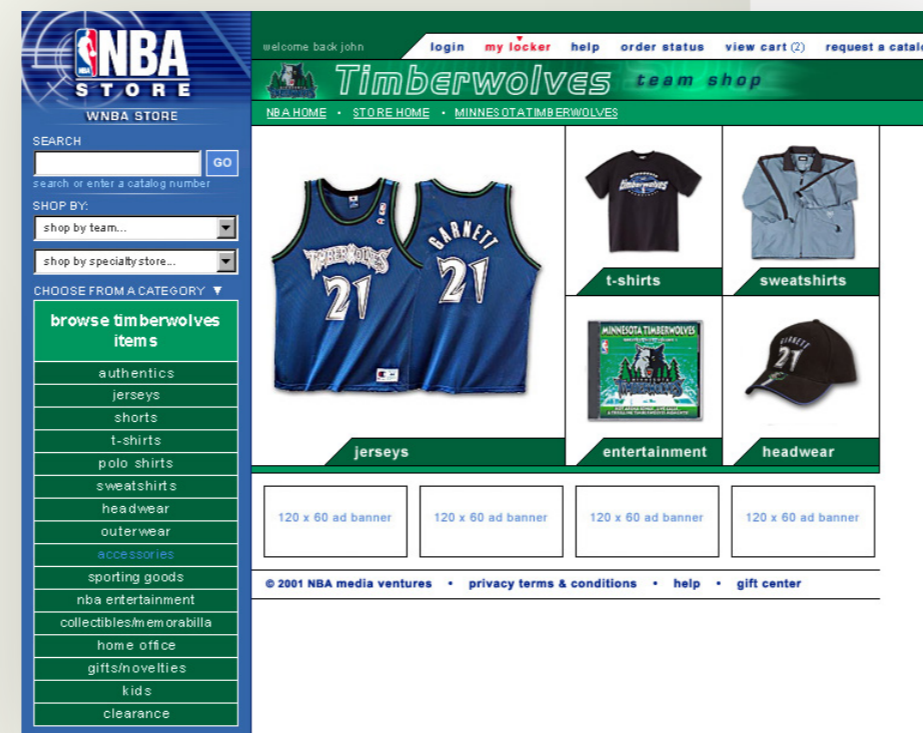 NBA
STORE
WNBA STORE
SEARCH
GO
search or enter a catalog number
SHOP BY:
shop by team...
shop by specialty store...
CHOOSE FROM A CATEGORY ▼
browse timberwolves
items
authentics
jerseys
shorts
t-shirts
polo shirts
sweatshirts
headwear
outerwear
accessories
sporting goods
nba entertainment
collectibles/memorabilla
home office
gifts/novelties
kids
clearance
welcome back john
login my locker help order status view cart (2) request a catalo
Timberwolves team shop
NBA HOME • STORE HOME • MINNESOTA TIMBERWOLVES
TIMBERWOLVES
21
GARNETT
21
jerseys
timberwolves
t-shirts
sweatshirts
MINNESOTA TIMBERWOLVES
entertainment
GARNETT
21
headwear
120 x 60 ad banner
120 x 60 ad banner
120 x 60 ad banner
120 x 60 ad banner
© 2001 NBA media ventures • privacy terms & conditions • help • gift center